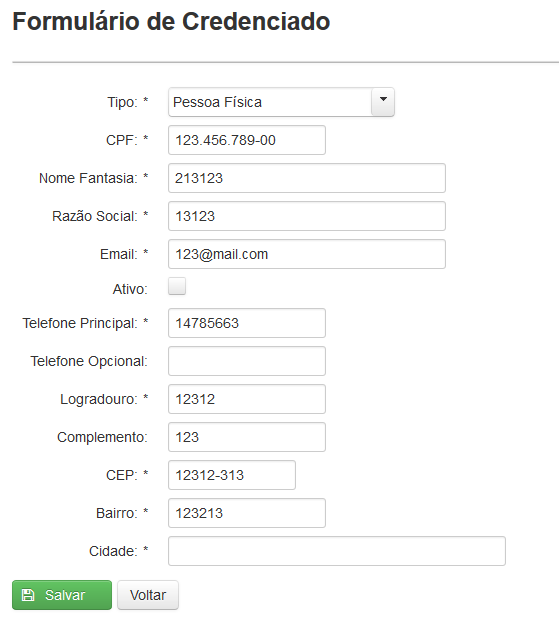 Formulário de Credenciado
Tipo: * Pessoa Física
CPF: * 123.456.789-00
Nome Fantasia: * 213123
Razão Social: * 13123
Email: * 123@mail.com
Ativo:
Telefone Principal: * 14785663
Telefone Opcional:
Logradouro: * 12312
Complemento: 123
CEP: * 12312-313
Bairro: * 123213
Cidade: *
Salvar Voltar